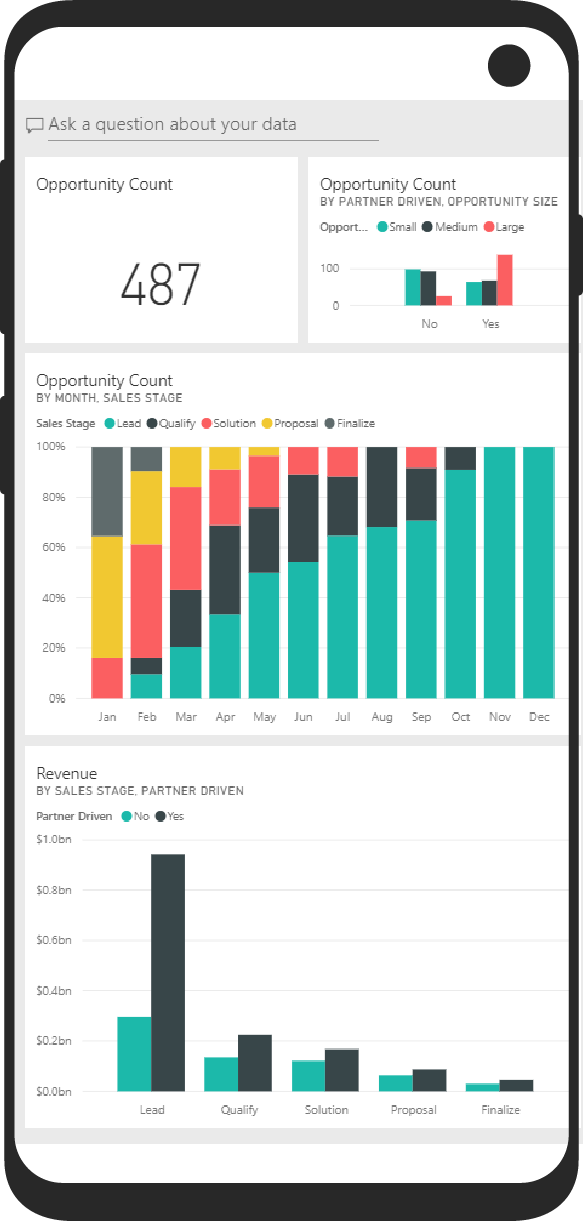 Ask a question about your data
Opportunity Count
487
Opportunity Count
BY PARTNER DRIVEN, OPPORTUNITY SIZE
Opport... Small Medium Large
100
0
No Yes
Opportunity Count
BY MONTH, SALES STAGE
Sales Stage Lead Qualify Solution Proposal Finalize
100%
80%
60%
40%
20%
0%
Jan Feb Mar Apr May Jun Jul Aug Sep Oct Nov Dec
Revenue
BY SALES STAGE, PARTNER DRIVEN
Partner Driven No Yes
$1.0bn
$0.8bn
$0.6bn
$0.4bn
$0.2bn
$0.0bn
Lead Qualify Solution Proposal Finalize